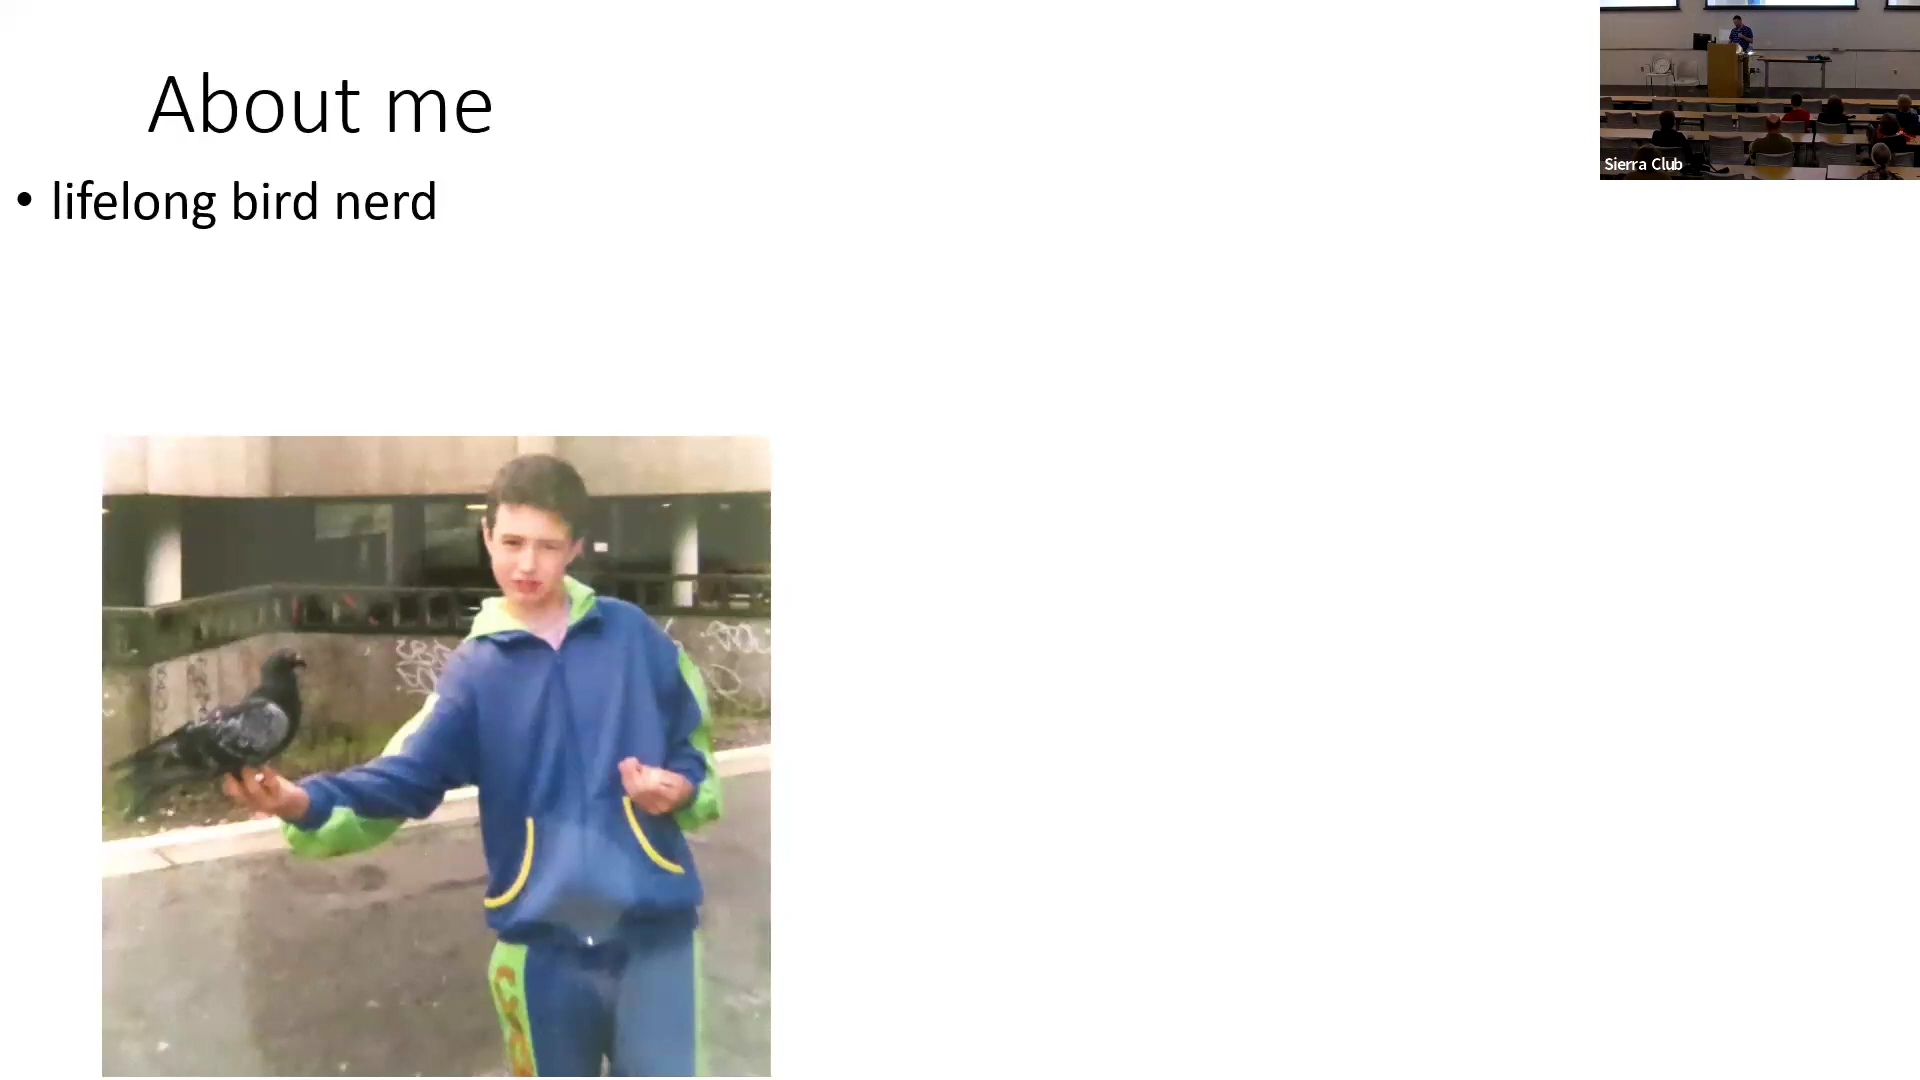 About me
• lifelong bird nerd
Sierra Club